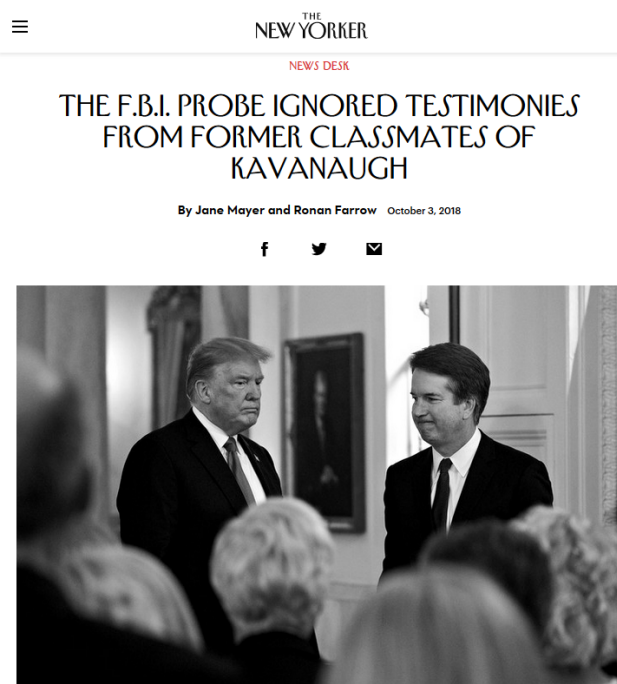 THE
NEW YORKER
NEWS DESK
THE F.B.I. PROBE IGNORED TESTIMONIES
FROM FORMER CLASSMATES OF
KAVANAUGH
By Jane Mayer and Ronan Farrow October 3, 2018